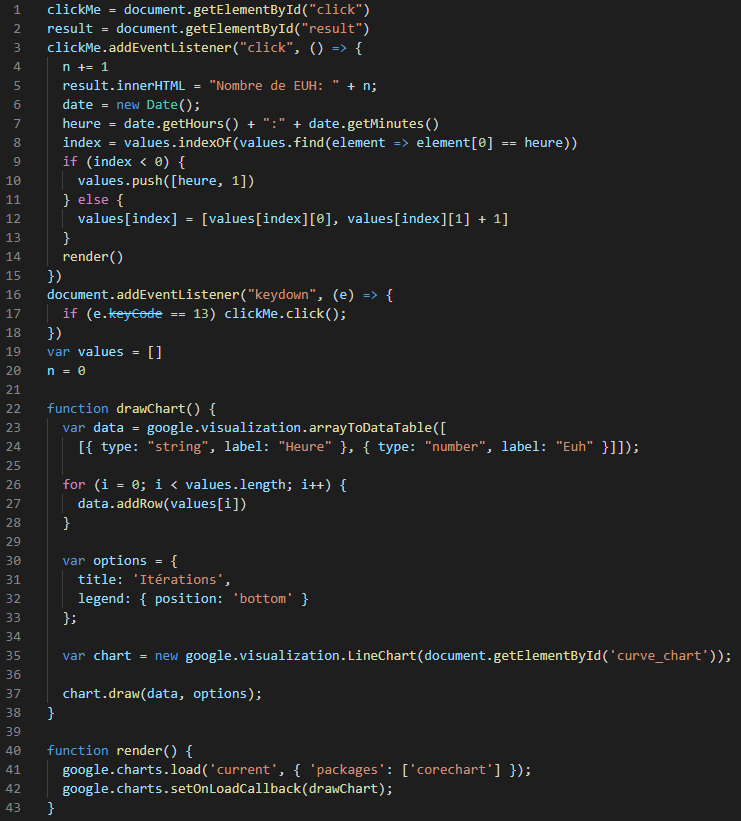 1 clickMe = document.getElementById("click")
2 result = document.getElementById("result")
3 clickMe.addEventListener("click", () => {
4   n += 1
5   result.innerHTML = "Nombre de EUH: " + n;
6   date = new Date();
7   heure = date.getHours() + ":" + date.getMinutes()
8   index = values.indexOf(values.find(element => element[0] == heure))
9   if (index < 0) {
10     values.push([heure, 1])
11   } else {
12     values[index] = [values[index][0], values[index][1] + 1]
13   }
14   render()
15 })
16 document.addEventListener("keydown", (e) => {
17   if (e.keyCode == 13) clickMe.click();
18 })
19 var values = []
20 n = 0
21
22 function drawChart() {
23   var data = google.visualization.arrayToDataTable([
24     [{ type: "string", label: "Heure" }, { type: "number", label: "Euh" }]]);
25
26   for (i = 0; i < values.length; i++) {
27     data.addRow(values[i])
28   }
29
30   var options = {
31     title: 'Itérations',
32     legend: { position: 'bottom' }
33   };
34
35   var chart = new google.visualization.LineChart(document.getElementById('curve_chart'));
36
37   chart.draw(data, options);
38 }
39
40 function render() {
41   google.charts.load('current', { 'packages': ['corechart'] });
42   google.charts.setOnLoadCallback(drawChart);
43 }